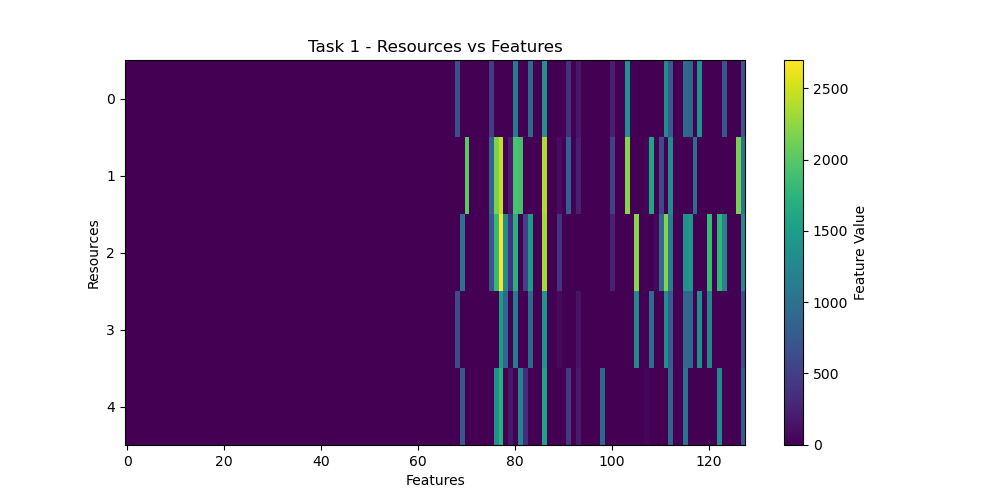 Task 1 - Resources vs Features
0
1
2
3
4
Resources
0 20 40 60 80 100 120
Features
2500
2000
1500
1000
500
0
Feature Value